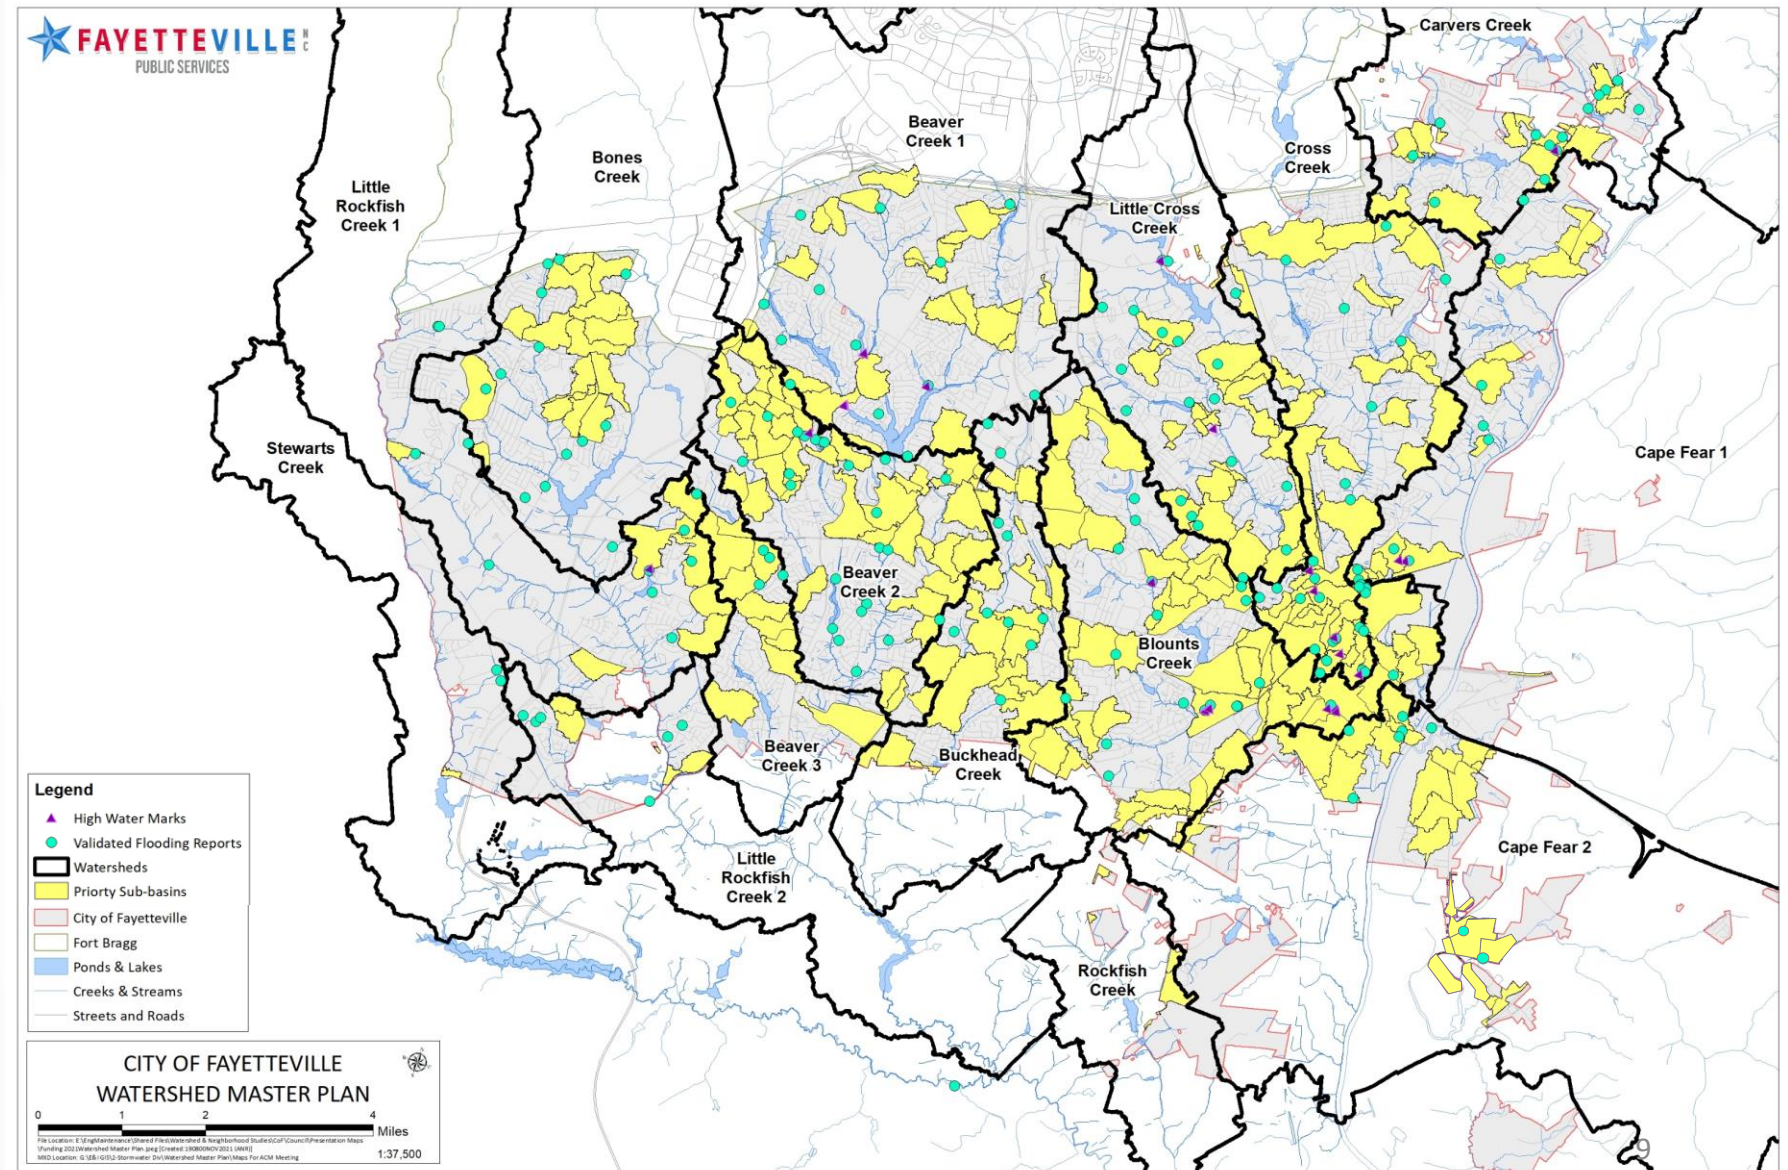 FAYETTEVILLE NC
PUBLIC SERVICES
Carvers Creek
Beaver
Creek 1
Bones
Creek
Cross
Creek
Little
Rockfish
Creek 1
Little Cross
Creek
Stewarts
Creek
Cape Fear 1
Beaver
Creek 2
Blounts
Creek
Beaver
Creek 3
Buckhead
Creek
Little
Rockfish
Creek 2
Cape Fear 2
Rockfish
Creek
Legend
High Water Marks
Validated Flooding Reports
Watersheds
Priorty Sub-basins
City of Fayetteville
Fort Bragg
Ponds & Lakes
Creeks & Streams
Streets and Roads
CITY OF FAYETTEVILLE
WATERSHED MASTER PLAN
0 1 2 4
Miles
1:37,500
9